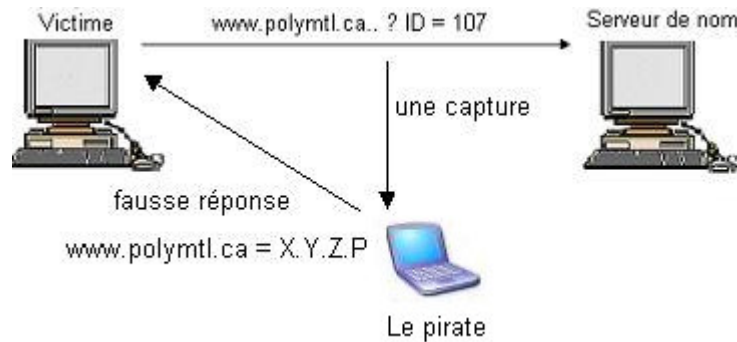 Victime
www.polymtl.ca.. ? ID = 107
Serveur de nom
une capture
fausse réponse
www.polymtl.ca = X.Y.Z.P
Le pirate